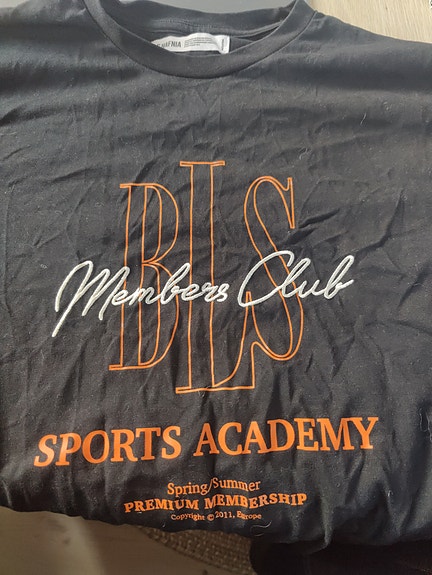 BLS
Members Club
SPORTS ACADEMY
Spring/Summer
PREMIUM MEMBERSHIP
Copyright © 2011, Europe